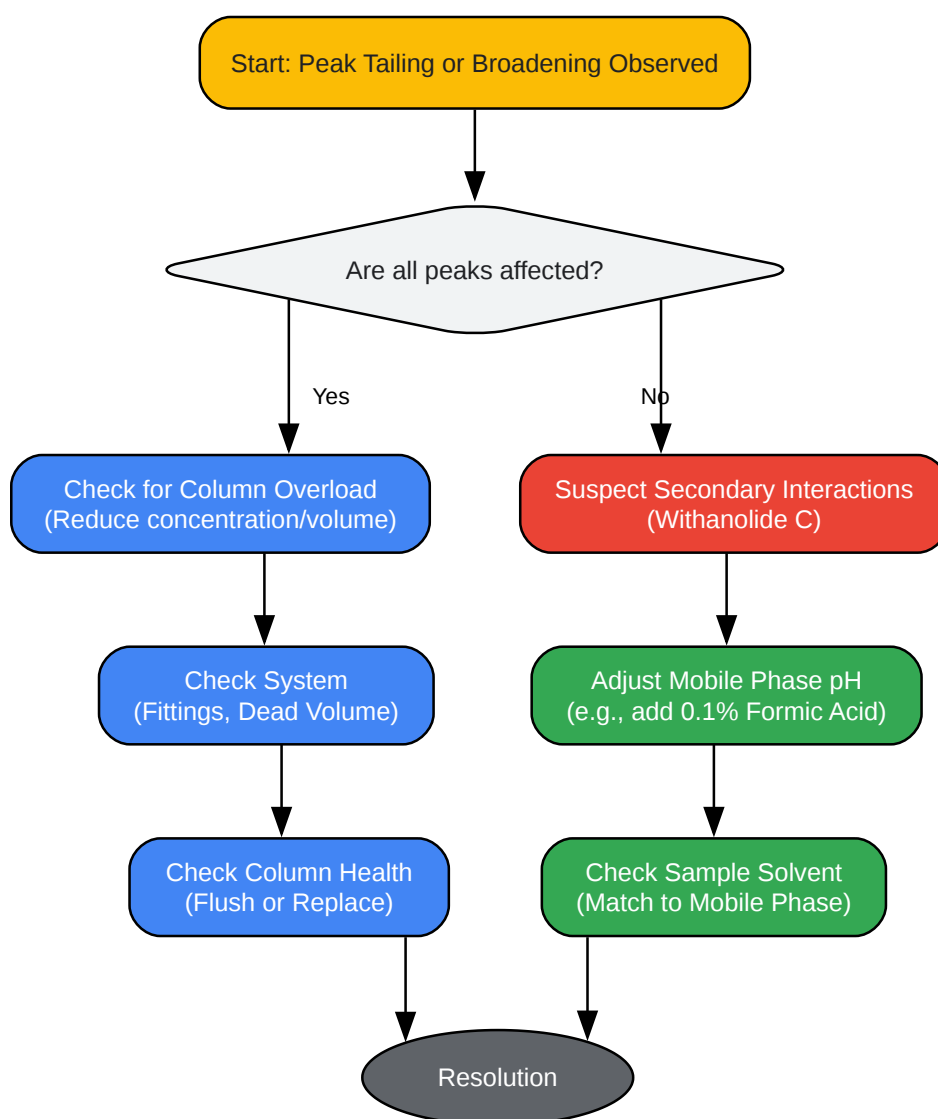 Start: Peak Tailing or Broadening Observed
Are all peaks affected?
Yes
No
Check for Column Overload
(Reduce concentration/volume)
Suspect Secondary Interactions
(Withanolide C)
Check System
(Fittings, Dead Volume)
Adjust Mobile Phase pH
(e.g., add 0.1% Formic Acid)
Check Column Health
(Flush or Replace)
Check Sample Solvent
(Match to Mobile Phase)
Resolution